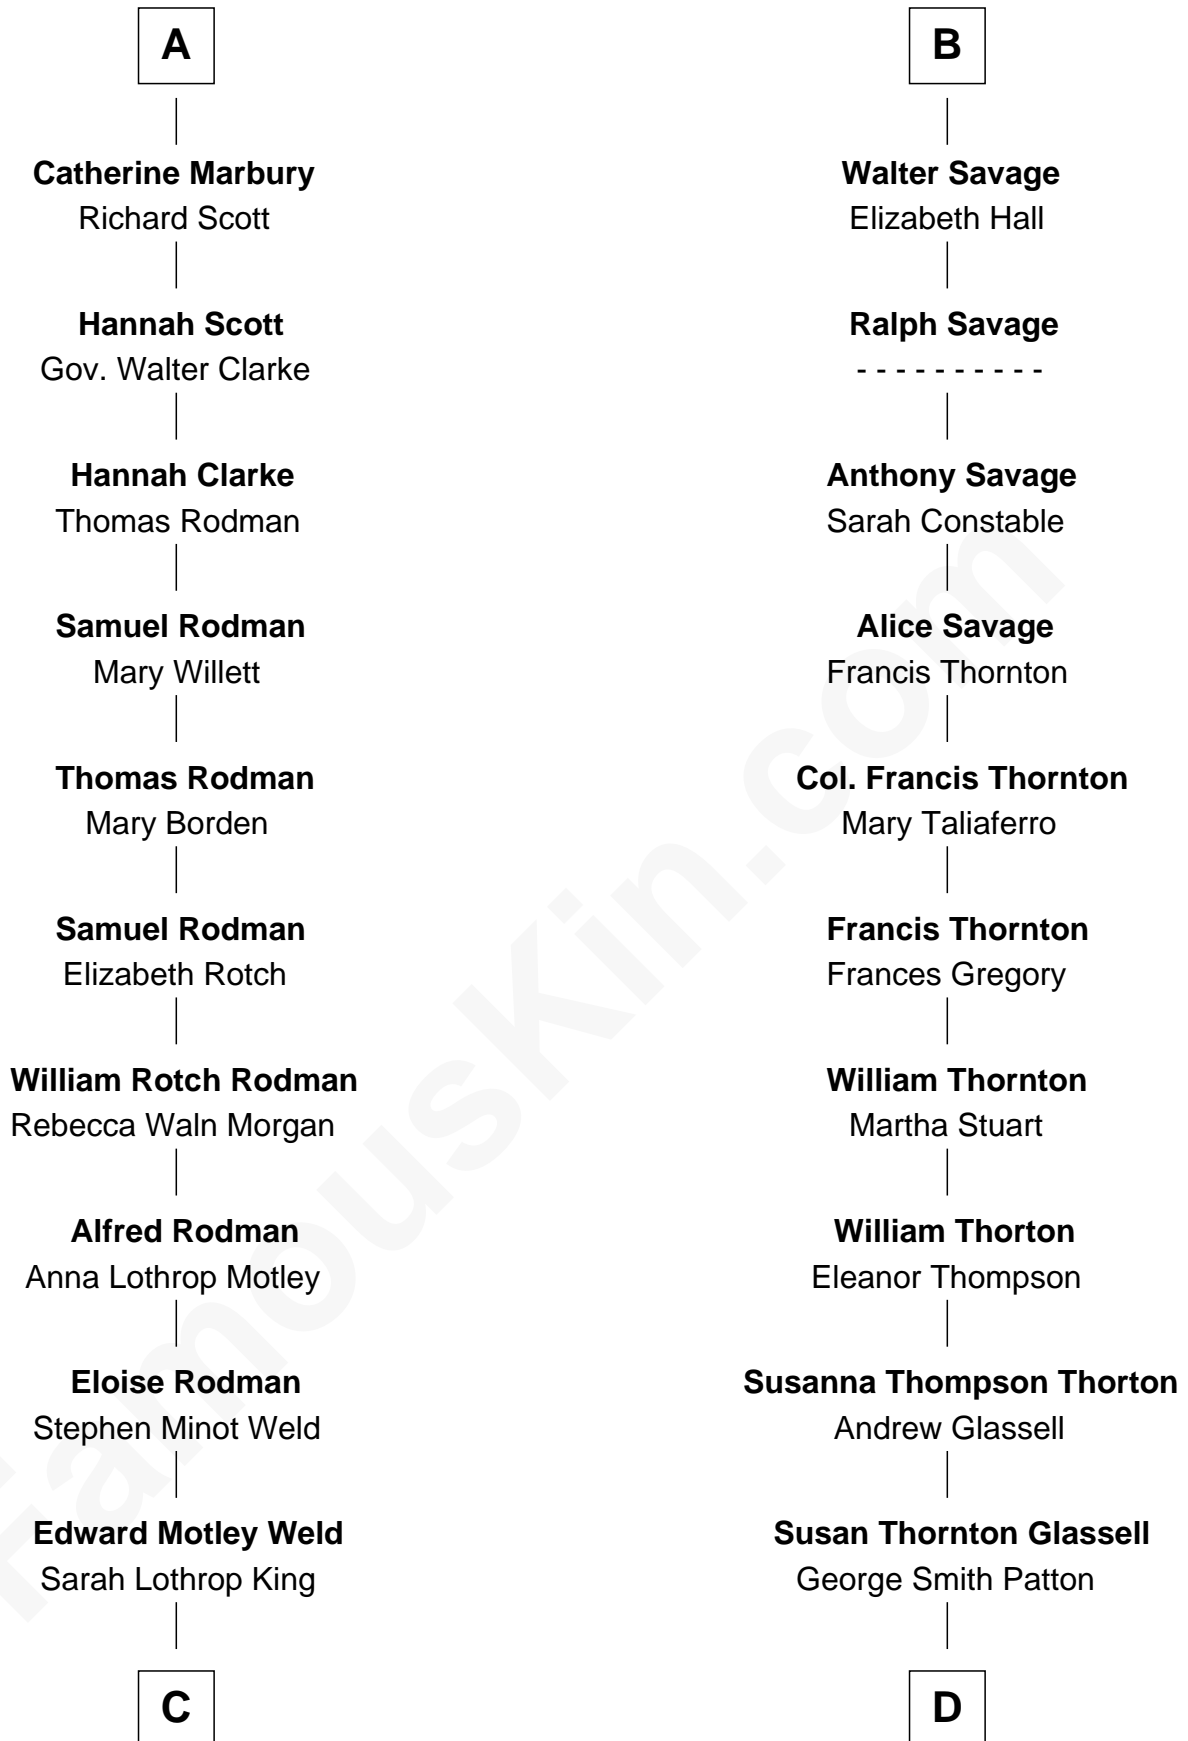 A
Catherine Marbury
Richard Scott
Hannah Scott
Gov. Walter Clarke
Hannah Clarke
Thomas Rodman
Samuel Rodman
Mary Willett
Thomas Rodman
Mary Borden
Samuel Rodman
Elizabeth Rotch
William Rotch Rodman
Rebecca Waln Morgan
Alfred Rodman
Anna Lothrop Motley
Eloise Rodman
Stephen Minot Weld
Edward Motley Weld
Sarah Lothrop King
C
B
Walter Savage
Elizabeth Hall
Ralph Savage
- - - - - - - - - -
Anthony Savage
Sarah Constable
Alice Savage
Francis Thornton
Col. Francis Thornton
Mary Taliaferro
Francis Thornton
Frances Gregory
William Thornton
Martha Stuart
William Thorton
Eleanor Thompson
Susanna Thompson Thorton
Andrew Glassell
Susan Thornton Glassell
George Smith Patton
D
FamousKin.com